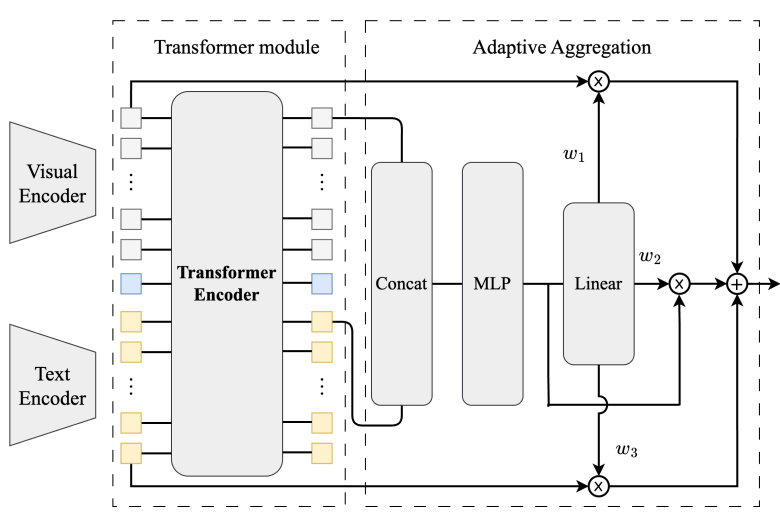 Transformer module
Adaptive Aggregation
Visual
Encoder
Text
Encoder
Transformer
Encoder
Concat
MLP
Linear
w₁
w₂
w₃